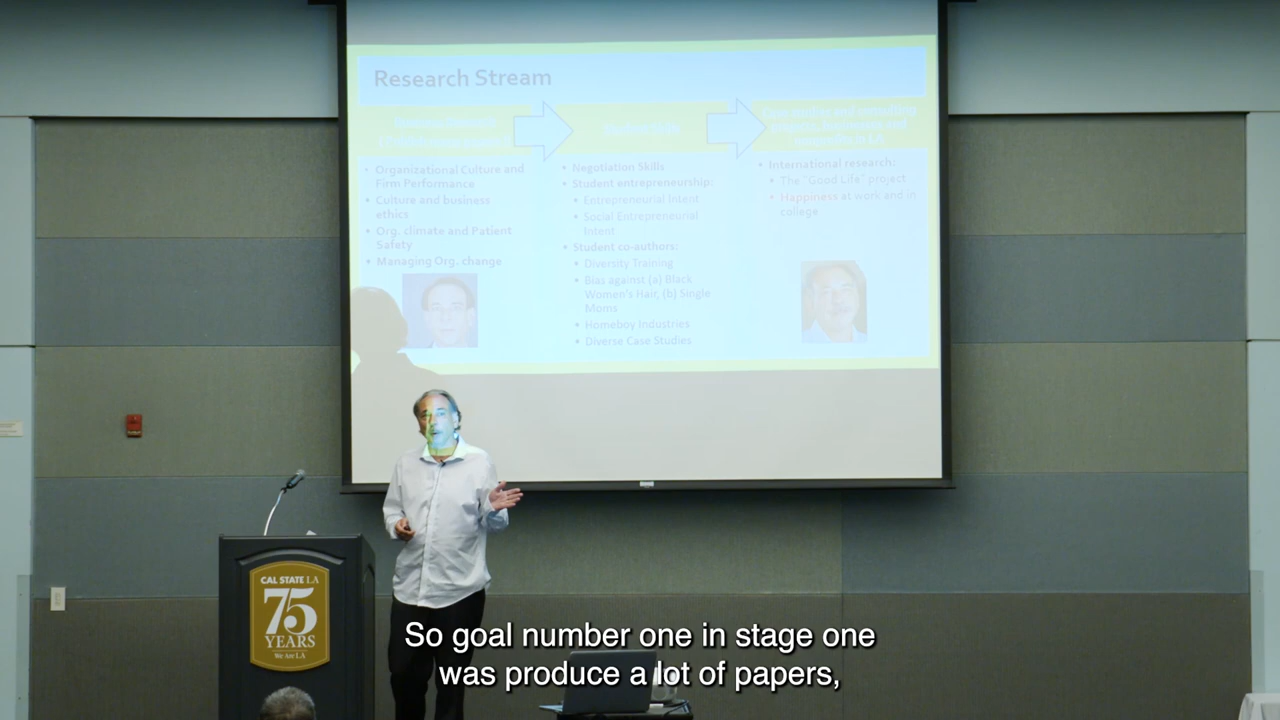 Research Stream
• Organizational Culture and
Firm Performance
• Culture and business
ethics
• Org. climate and Patient
Safety
• Managing Org. change
• Negotiation Skills
• Student entrepreneurship:
• Entrepreneurial Intent
• Social Entrepreneurial
Intent
• Student co-authors:
• Diversity Training
• Bias against (a) Black
Women's Hair, (b) Single
Moms
• Homeboy Industries
• Diverse Case Studies
• International research:
• The "Good Life" project
• Happiness at work and in
college
CAL STATE LA
75
YEARS
We Are LA
So goal number one in stage one
was produce a lot of papers,